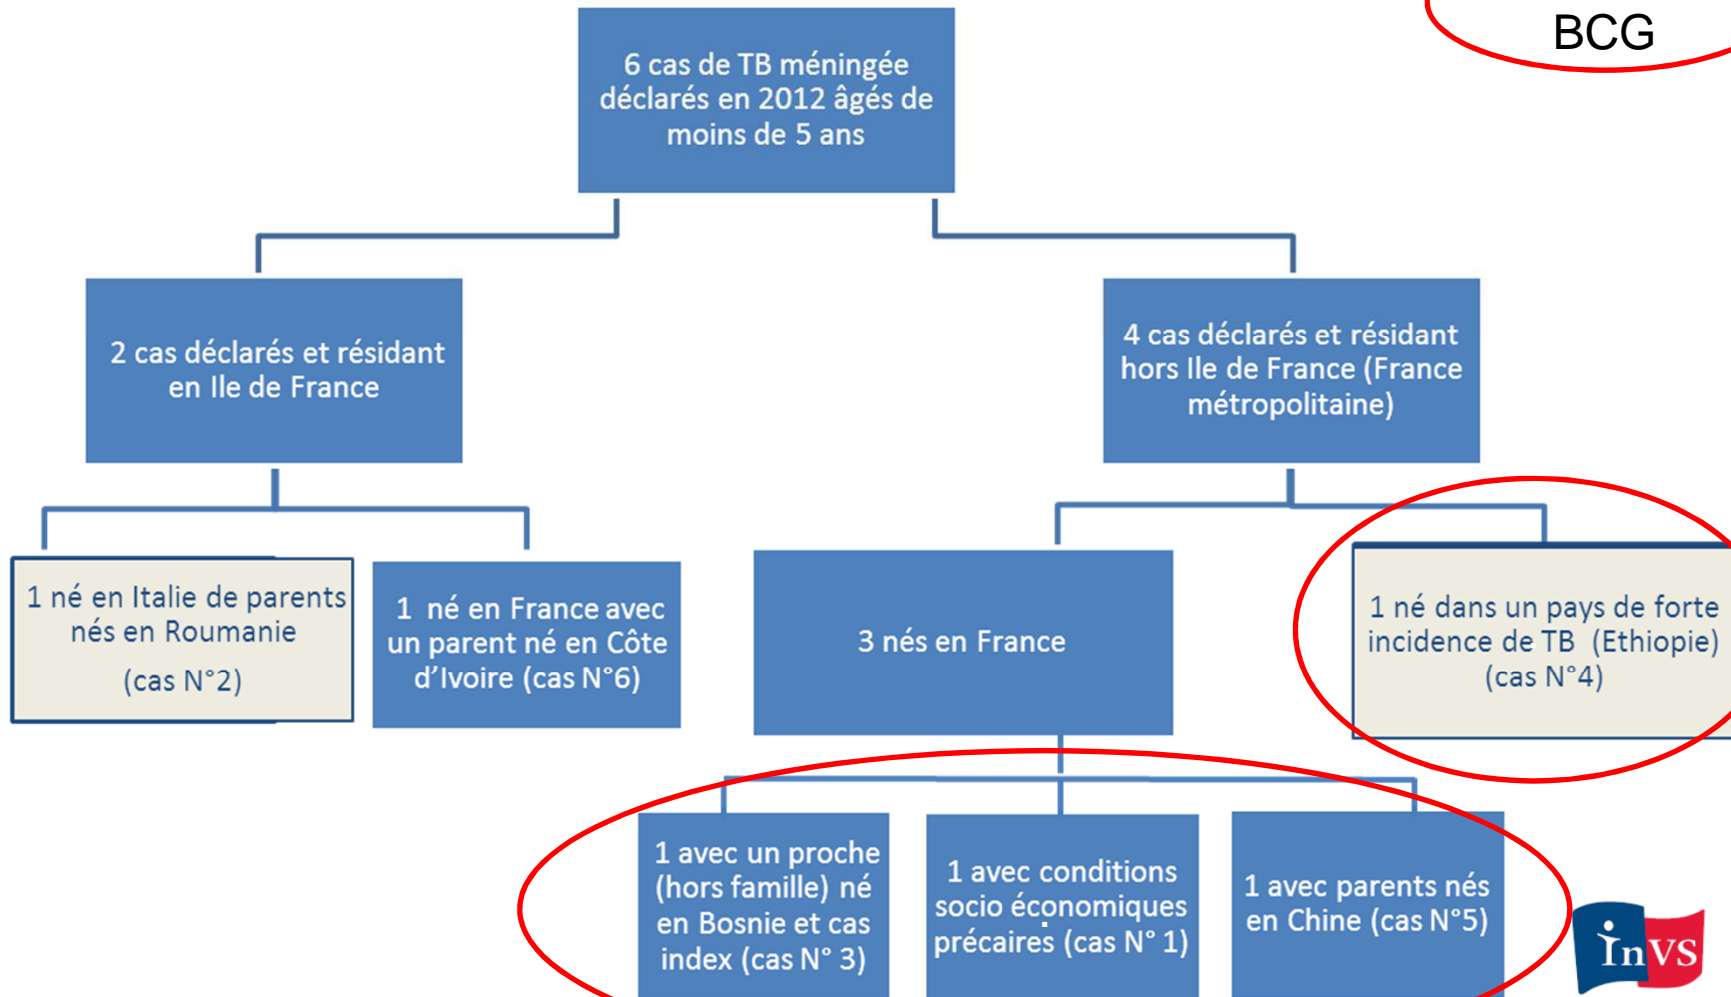 BCG
6 cas de TB méningée
déclarés en 2012 âgés de
moins de 5 ans
2 cas déclarés et résidant
en Ile de France
4 cas déclarés et résidant
hors Ile de France (France
métropolitaine)
1 né en Italie de parents
nés en Roumanie
(cas N°2)
1 né en France avec
un parent né en Côte
d'Ivoire (cas N°6)
3 nés en France
1 né dans un pays de forte
incidence de TB (Ethiopie)
(cas N°4)
1 avec un proche
(hors famille) né
en Bosnie et cas
index (cas N° 3)
1 avec conditions
socio économiques
précaires (cas N° 1)
1 avec parents nés
en Chine (cas N°5)
InVS